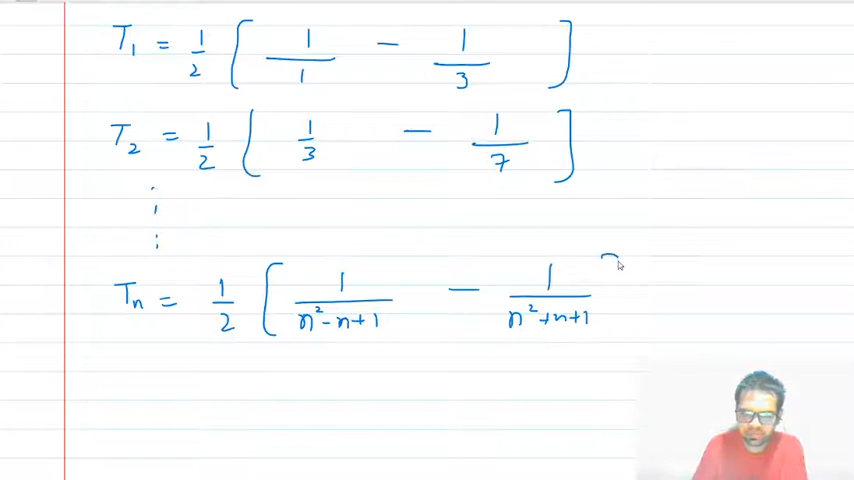 T₁ = 1/2 [ 1/1 − 1/3 ]
T₂ = 1/2 [ 1/3 − 1/7 ]
⋮
Tₙ = 1/2 [ 1/(n²-n+1) − 1/(n²+n+1)